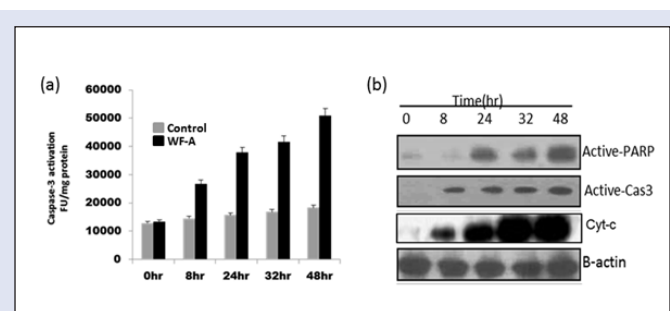 (a)
Caspase-3 activation
FU/mg protein
60000
50000
40000
30000
20000
10000
0
Control
WF-A
0hr 8hr 24hr 32hr 48hr
(b)
Time(hr)
0 8 24 32 48
Active-PARP
Active-Cas3
Cyt-c
B-actin